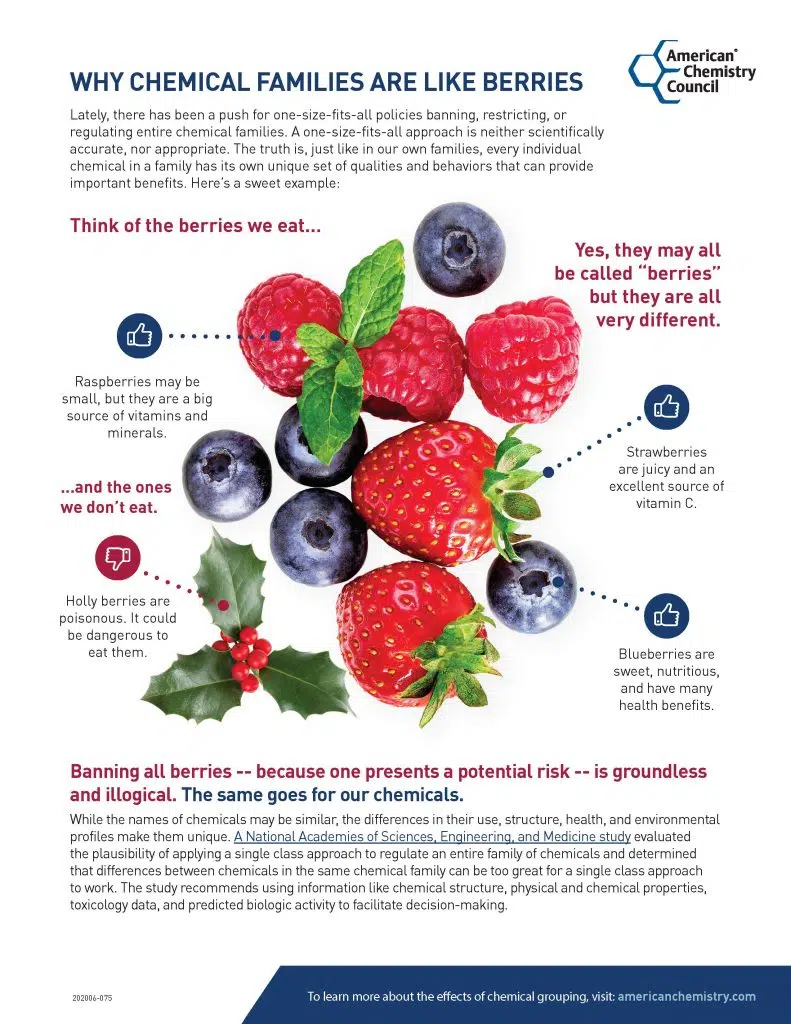 American®
Chemistry
Council
WHY CHEMICAL FAMILIES ARE LIKE BERRIES
Lately, there has been a push for one-size-fits-all policies banning, restricting, or
regulating entire chemical families. A one-size-fits-all approach is neither scientifically
accurate, nor appropriate. The truth is, just like in our own families, every individual
chemical in a family has its own unique set of qualities and behaviors that can provide
important benefits. Here's a sweet example:
Think of the berries we eat...
Yes, they may all
be called “berries”
but they are all
very different.
Raspberries may be
small, but they are a big
source of vitamins and
minerals.
Strawberries
are juicy and an
excellent source of
vitamin C.
...and the ones
we don't eat.
Holly berries are
poisonous. It could
be dangerous to
eat them.
Blueberries are
sweet, nutritious,
and have many
health benefits.
Banning all berries -- because one presents a potential risk -- is groundless
and illogical. The same goes for our chemicals.
While the names of chemicals may be similar, the differences in their use, structure, health, and environmental
profiles make them unique. A National Academies of Sciences, Engineering, and Medicine study evaluated
the plausibility of applying a single class approach to regulate an entire family of chemicals and determined
that differences between chemicals in the same chemical family can be too great for a single class approach
to work. The study recommends using information like chemical structure, physical and chemical properties,
toxicology data, and predicted biologic activity to facilitate decision-making.
202006-075
To learn more about the effects of chemical grouping, visit: americanchemistry.com